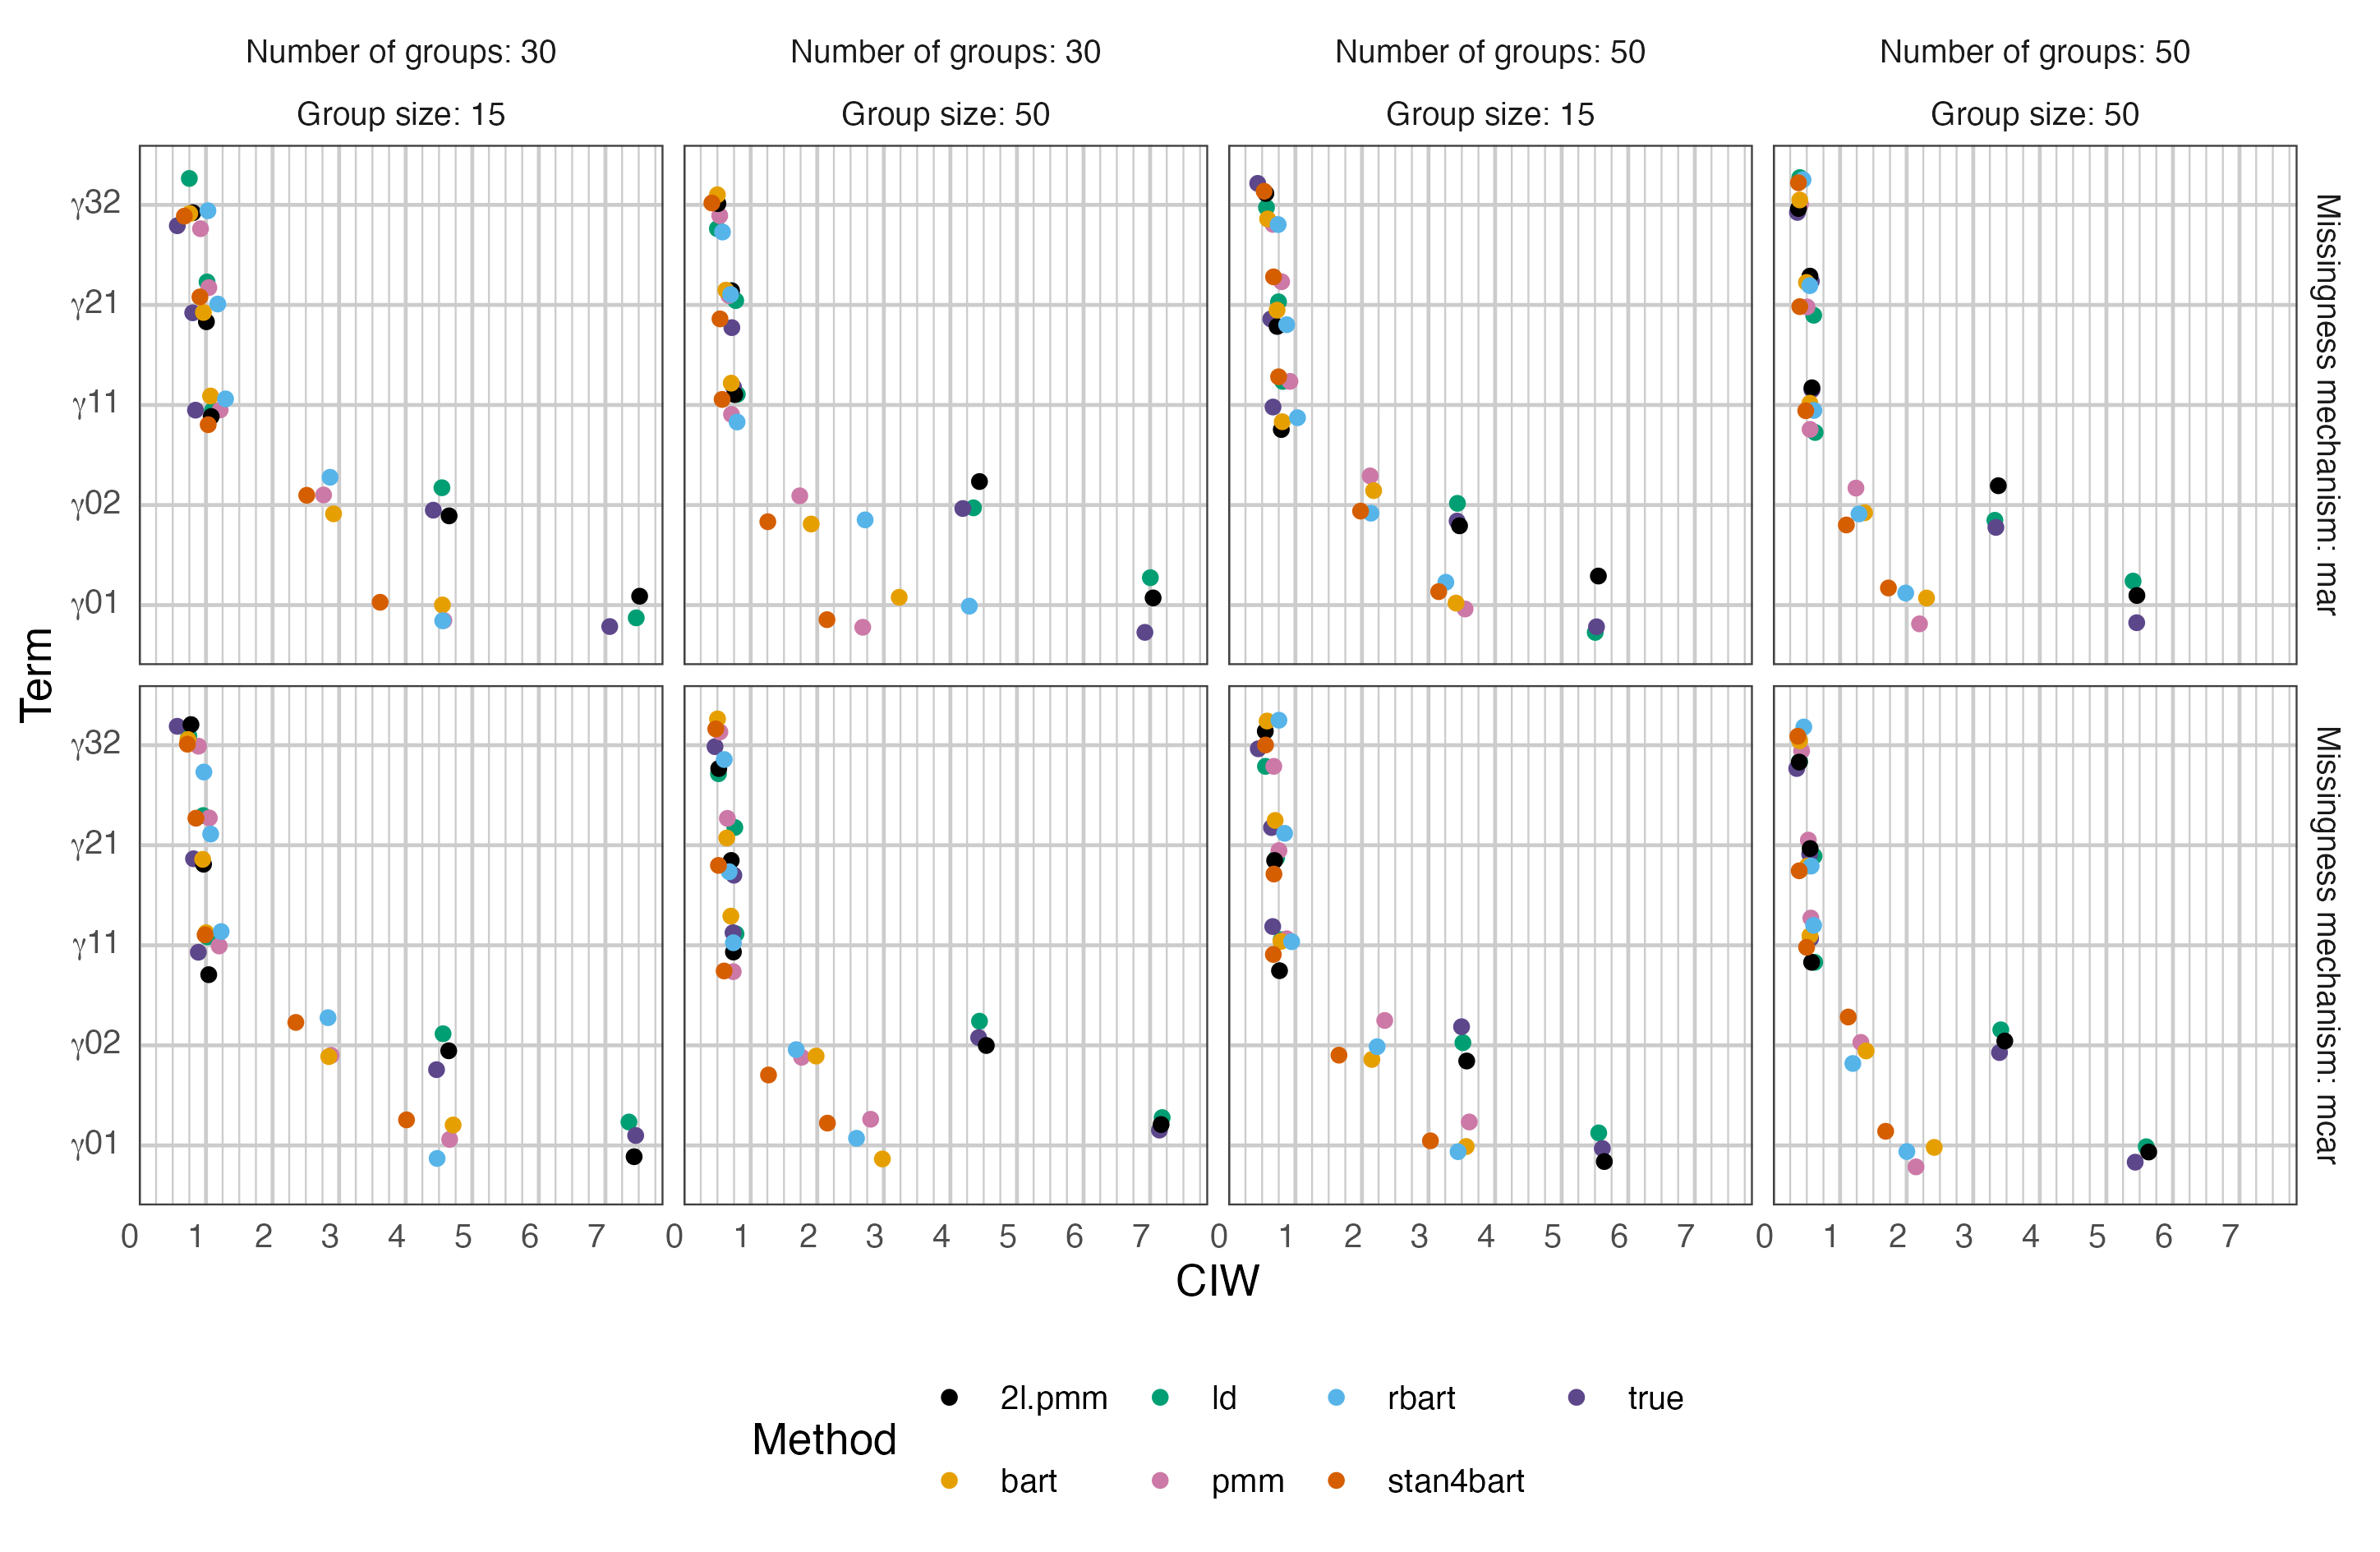 Number of groups: 30
Number of groups: 30
Number of groups: 50
Number of groups: 50
Group size: 15
Group size: 50
Group size: 15
Group size: 50
γ32
γ21
γ11
γ02
γ01
Missingness mechanism: mar
Term
γ32
γ21
γ11
γ02
γ01
Missingness mechanism: mcar
0 1 2 3 4 5 6 7
0 1 2 3 4 5 6 7
0 1 2 3 4 5 6 7
0 1 2 3 4 5 6 7
CIW
Method
2l.pmm
ld
rbart
true
bart
pmm
stan4bart